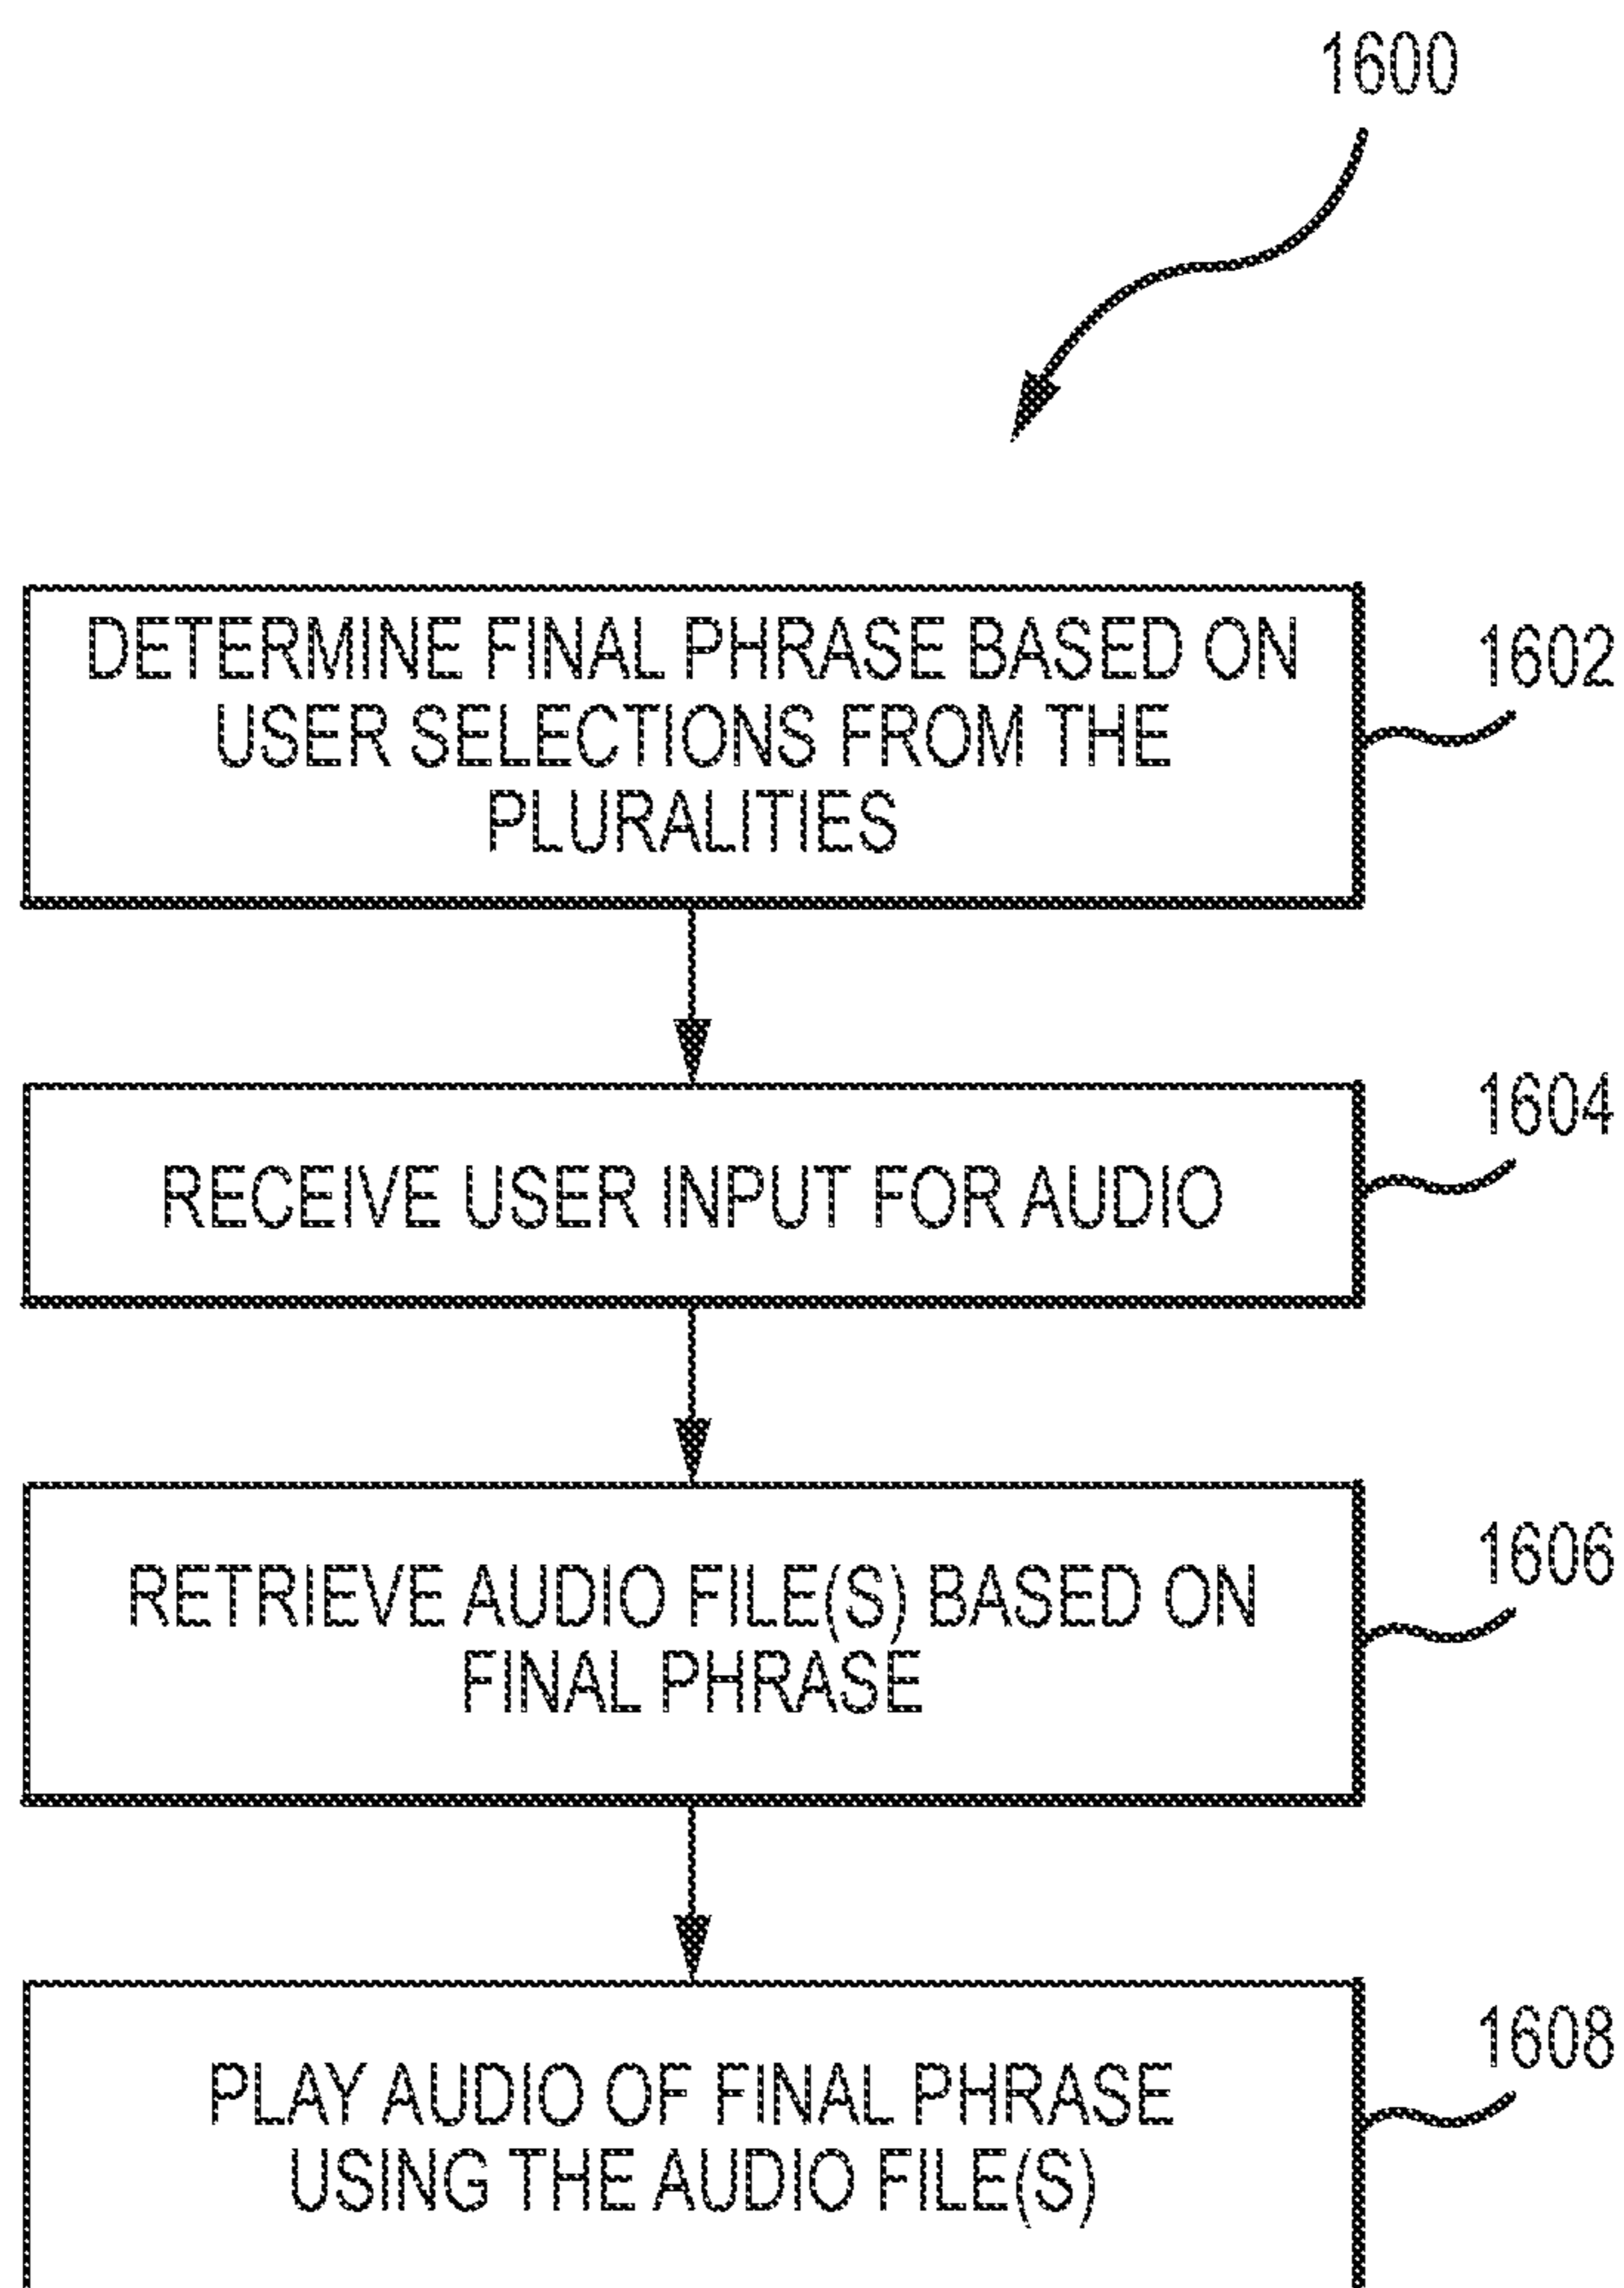 1600
DETERMINE FINAL PHRASE BASED ON
USER SELECTIONS FROM THE
PLURALITIES
1602
RECEIVE USER INPUT FOR AUDIO
1604
RETRIEVE AUDIO FILE(S) BASED ON
FINAL PHRASE
1606
PLAY AUDIO OF FINAL PHRASE
USING THE AUDIO FILE(S)
1608